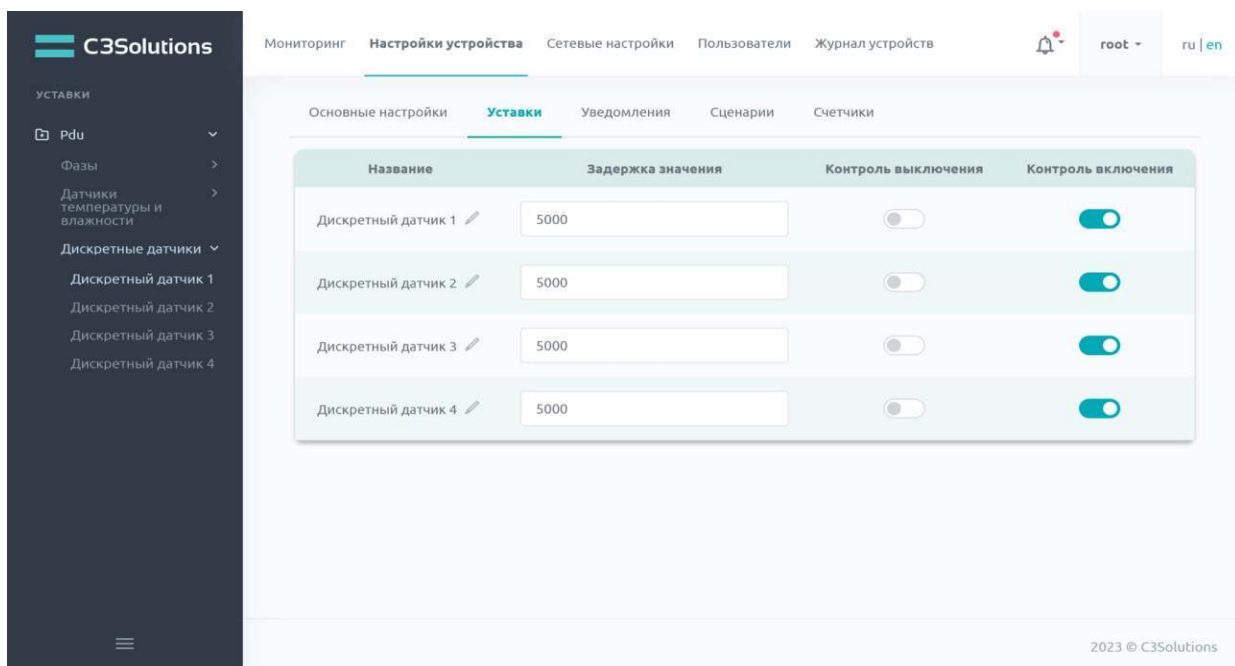 C3Solutions
Мониторинг Настройки устройства Сетевые настройки Пользователи Журнал устройств root ru | en
УСТАВКИ
Pdu
Фазы
Датчики
температуры и
влажности
Дискретные датчики
Дискретный датчик 1
Дискретный датчик 2
Дискретный датчик 3
Дискретный датчик 4
Основные настройки Уставки Уведомления Сценарии Счетчики
Название Задержка значения Контроль выключения Контроль включения
Дискретный датчик 1 5000
Дискретный датчик 2 5000
Дискретный датчик 3 5000
Дискретный датчик 4 5000
2023 © C3Solutions